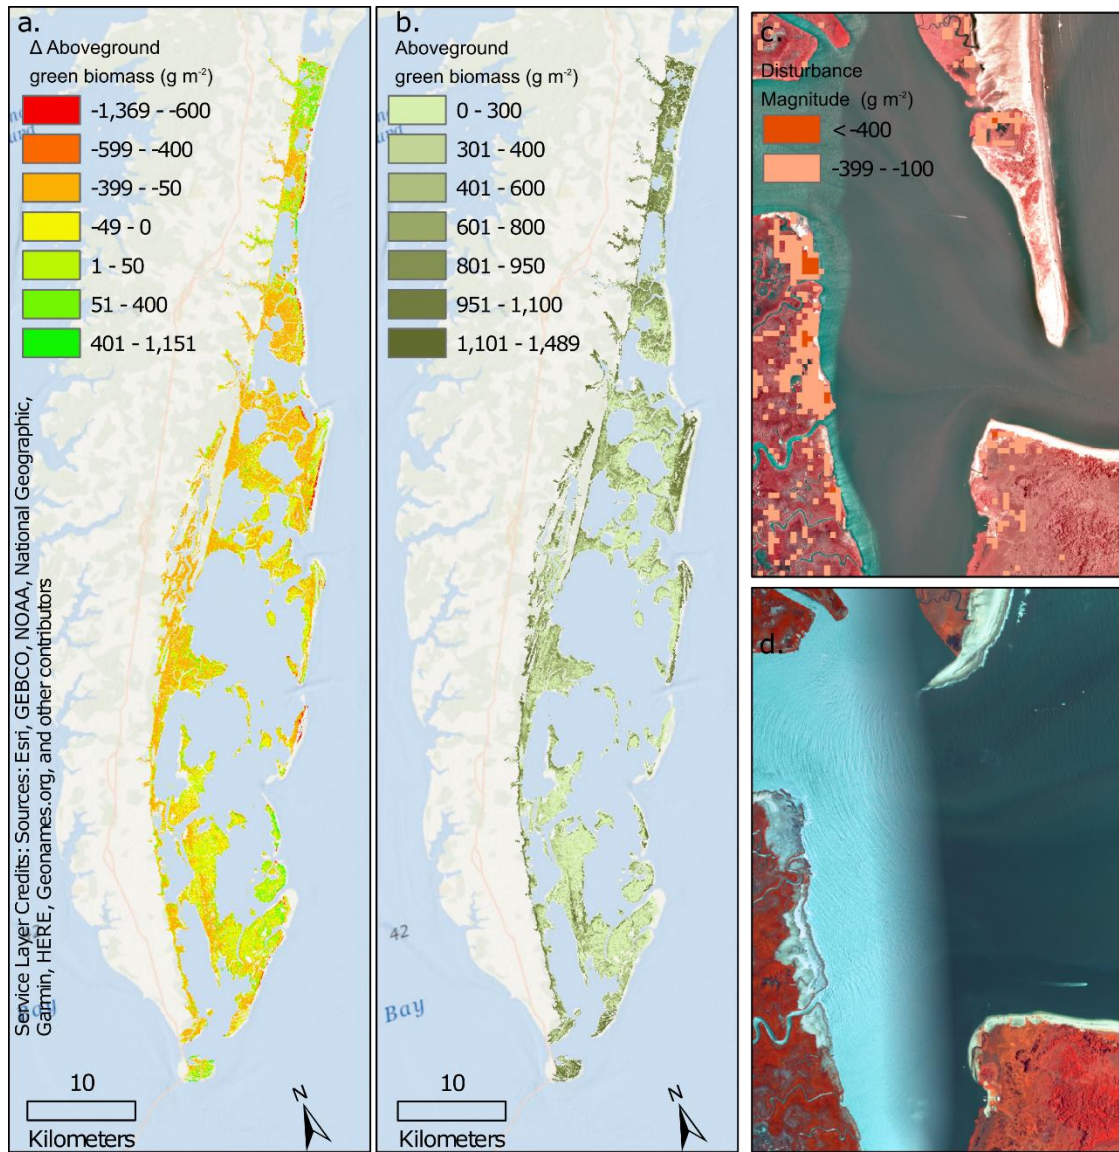 a.
Δ Aboveground
green biomass (g m⁻²)
-1,369 - -600
-599 - -400
-399 - -50
-49 - 0
1 - 50
51 - 400
401 - 1,151
Service Layer Credits: Sources: Esri, GEBCO, NOAA, National Geographic,
Garmin, HERE, Geonames.org, and other contributors
42
Bay
10
Kilometers
N
b.
Aboveground
green biomass (g m⁻²)
0 - 300
301 - 400
401 - 600
601 - 800
801 - 950
951 - 1,100
1,101 - 1,489
42
Bay
10
Kilometers
N
c.
Disturbance
Magnitude (g m⁻²)
< -400
-399 - -100
d.